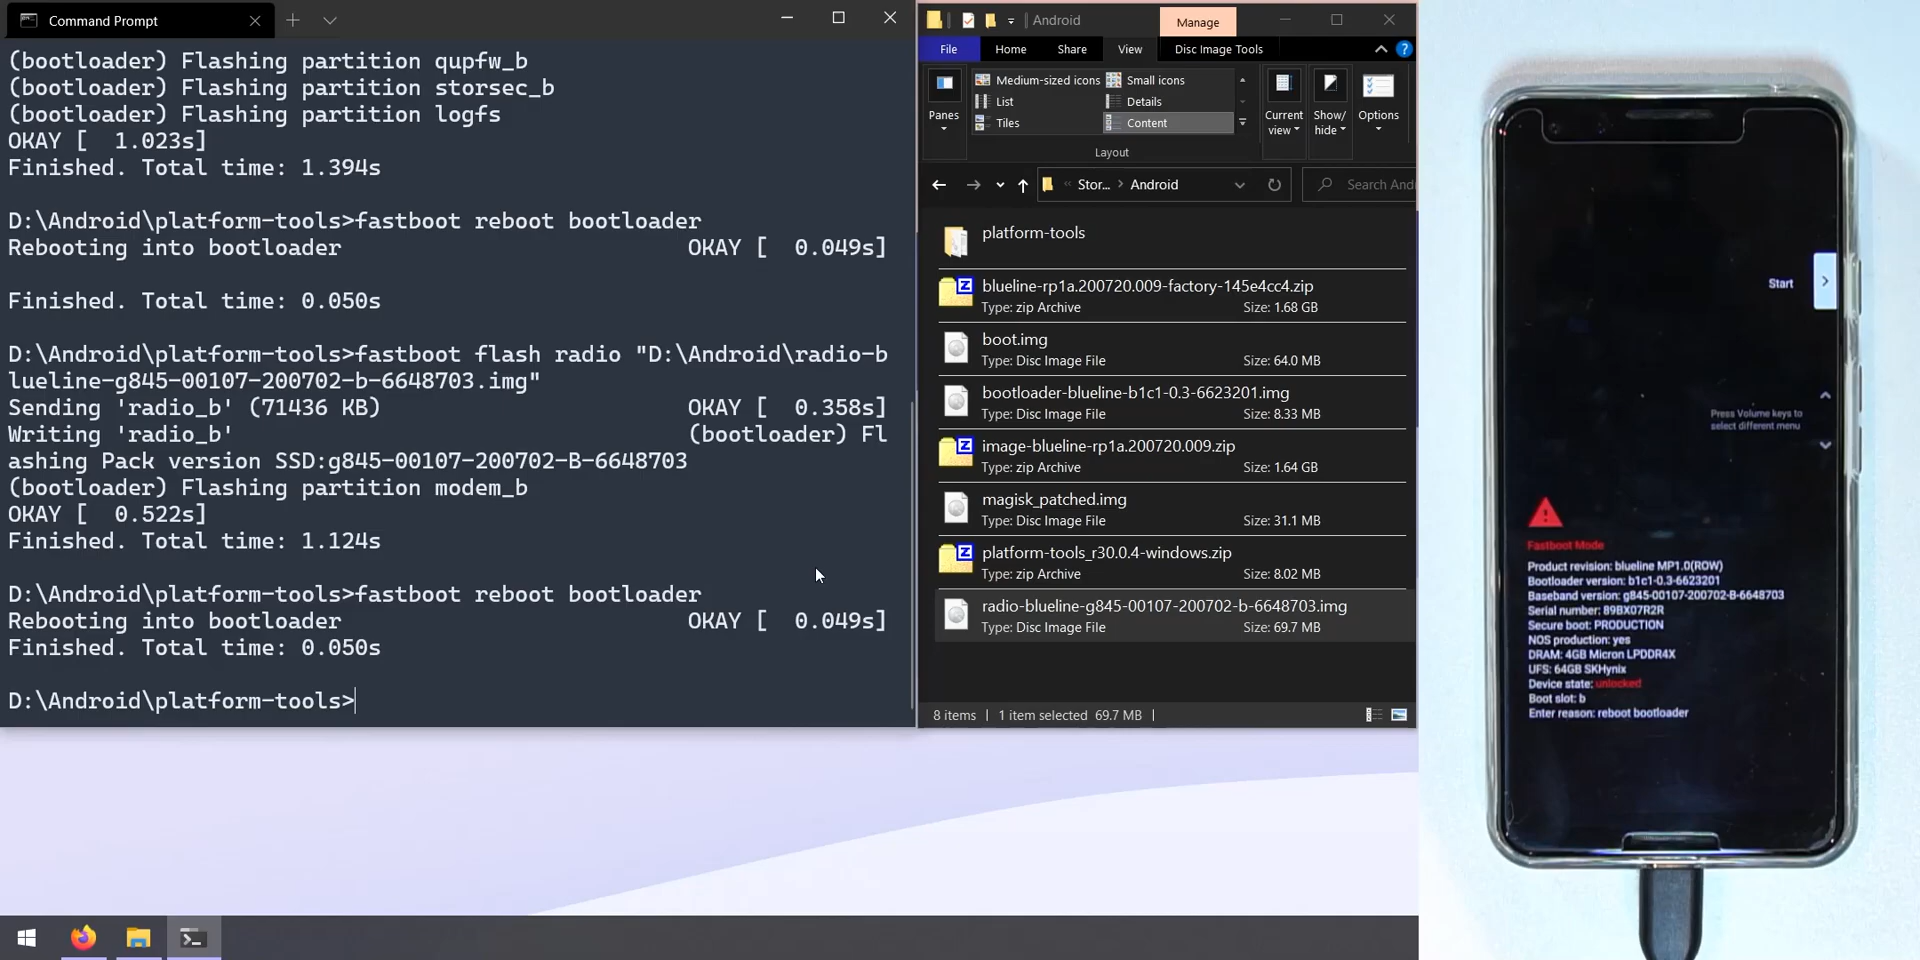 Command Prompt
(bootloader) Flashing partition qupfw_b
(bootloader) Flashing partition storsec_b
(bootloader) Flashing partition logfs
OKAY [  1.023s]
Finished. Total time: 1.394s
D:\Android\platform-tools>fastboot reboot bootloader
Rebooting into bootloader                          OKAY [  0.049s]
Finished. Total time: 0.050s
D:\Android\platform-tools>fastboot flash radio "D:\Android\radio-b
lueline-g845-00107-200702-b-6648703.img"
Sending 'radio_b' (71436 KB)                       OKAY [  0.358s]
Writing 'radio_b'                                  (bootloader) Fl
ashing Pack version SSD:g845-00107-200702-B-6648703
(bootloader) Flashing partition modem_b
OKAY [  0.522s]
Finished. Total time: 1.124s
D:\Android\platform-tools>fastboot reboot bootloader
Rebooting into bootloader                          OKAY [  0.049s]
Finished. Total time: 0.050s
D:\Android\platform-tools>
Android
Manage
File Home Share View Disc Image Tools
Panes
Medium-sized icons Small icons
List Details
Tiles Content
Layout
Current view
Show/hide
Options
Stor... > Android
Search And
platform-tools
blueline-rp1a.200720.009-factory-145e4cc4.zip
Type: zip Archive Size: 1.68 GB
boot.img
Type: Disc Image File Size: 64.0 MB
bootloader-blueline-b1c1-0.3-6623201.img
Type: Disc Image File Size: 8.33 MB
image-blueline-rp1a.200720.009.zip
Type: zip Archive Size: 1.64 GB
magisk_patched.img
Type: Disc Image File Size: 31.1 MB
platform-tools_r30.0.4-windows.zip
Type: zip Archive Size: 8.02 MB
radio-blueline-g845-00107-200702-b-6648703.img
Type: Disc Image File Size: 69.7 MB
8 items 1 item selected 69.7 MB
Start
Press Volume keys to
select different menu
Fastboot Mode
Product revision: blueline MP1.0(ROW)
Bootloader version: b1c1-0.3-6623201
Baseband version: g845-00107-200702-B-6648703
Serial number: 89BX07R2R
Secure boot: PRODUCTION
NOS production: yes
DRAM: 4GB Micron LPDDR4X
UFS: 64GB SKHynix
Device state: unlocked
Boot slot: b
Enter reason: reboot bootloader